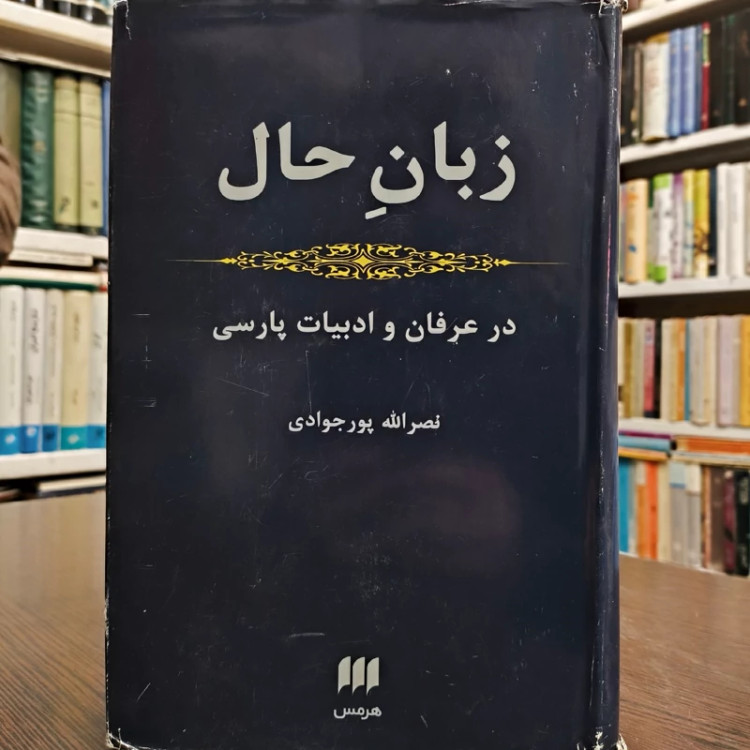 زبانِ حال
در عرفان و ادبیات پارسی
نصرالله پورجوادی
هرمس